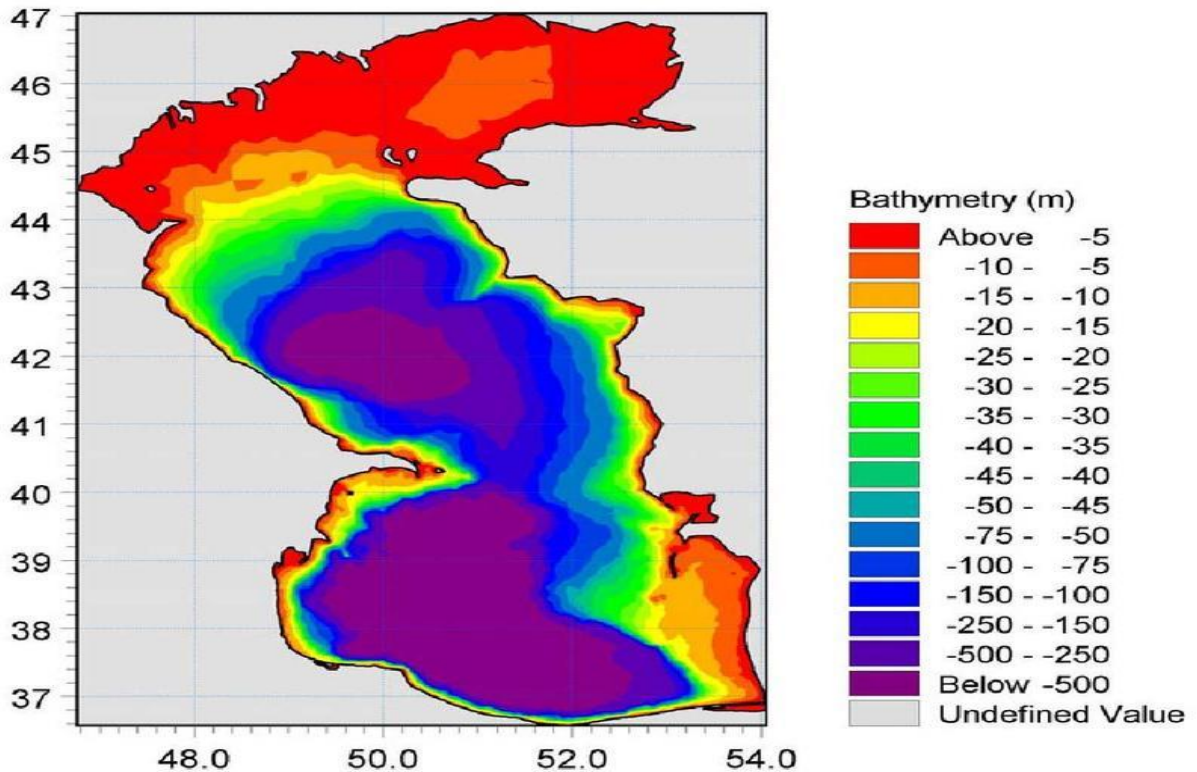 47
46
45
44
43
42
41
40
39
38
37
48.0 50.0 52.0 54.0
Bathymetry (m)
Above -5
-10 - -5
-15 - -10
-20 - -15
-25 - -20
-30 - -25
-35 - -30
-40 - -35
-45 - -40
-50 - -45
-75 - -50
-100 - -75
-150 - -100
-250 - -150
-500 - -250
Below -500
Undefined Value